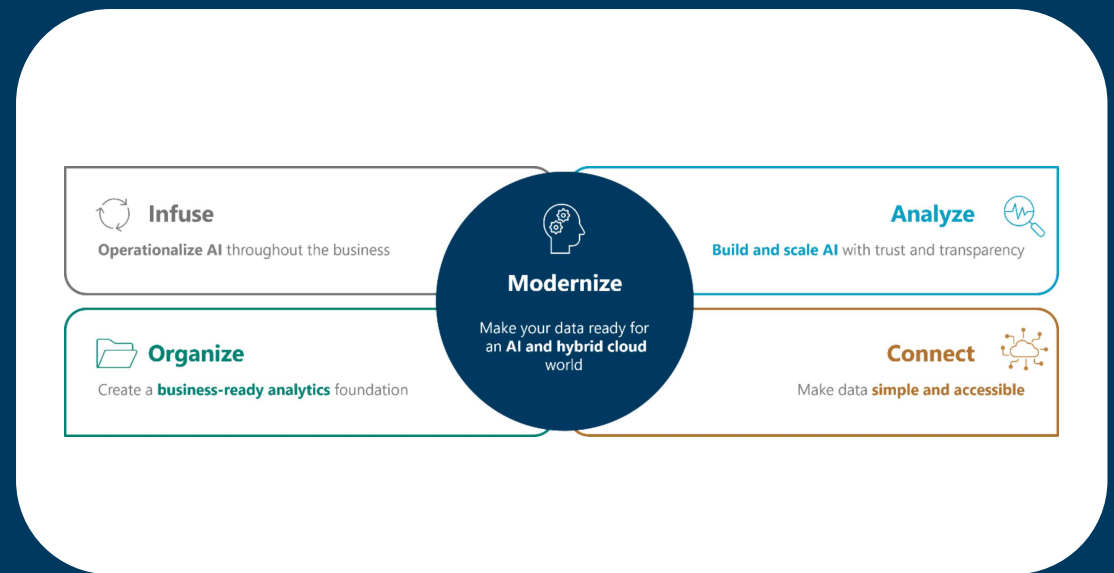 Infuse
Operationalize AI throughout the business
Analyze
Build and scale AI with trust and transparency
Modernize
Make your data ready for
an AI and hybrid cloud
world
Organize
Create a business-ready analytics foundation
Connect
Make data simple and accessible